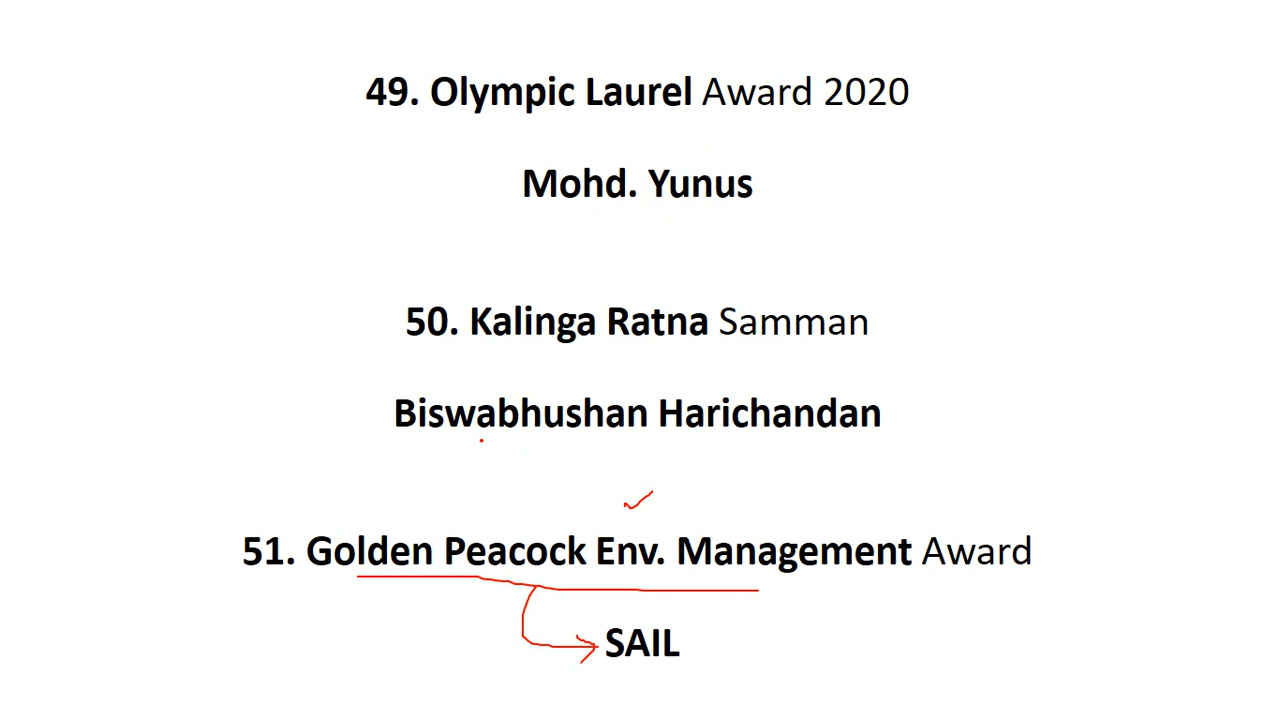 49. Olympic Laurel Award 2020
Mohd. Yunus
50. Kalinga Ratna Samman
Biswabhushan Harichandan
51. Golden Peacock Env. Management Award
SAIL